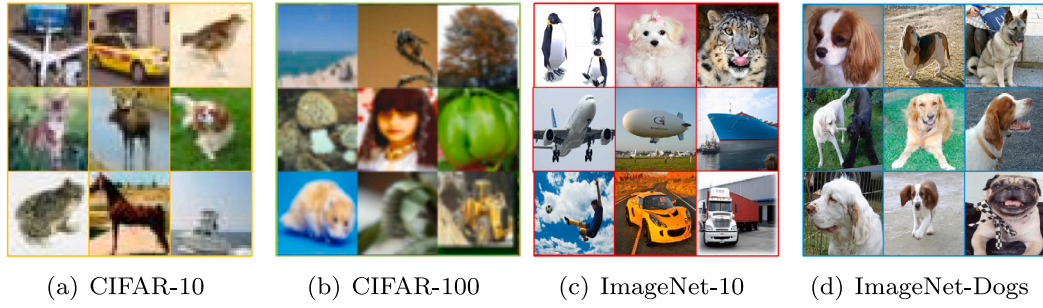 (a) CIFAR-10
(b) CIFAR-100
(c) ImageNet-10
(d) ImageNet-Dogs